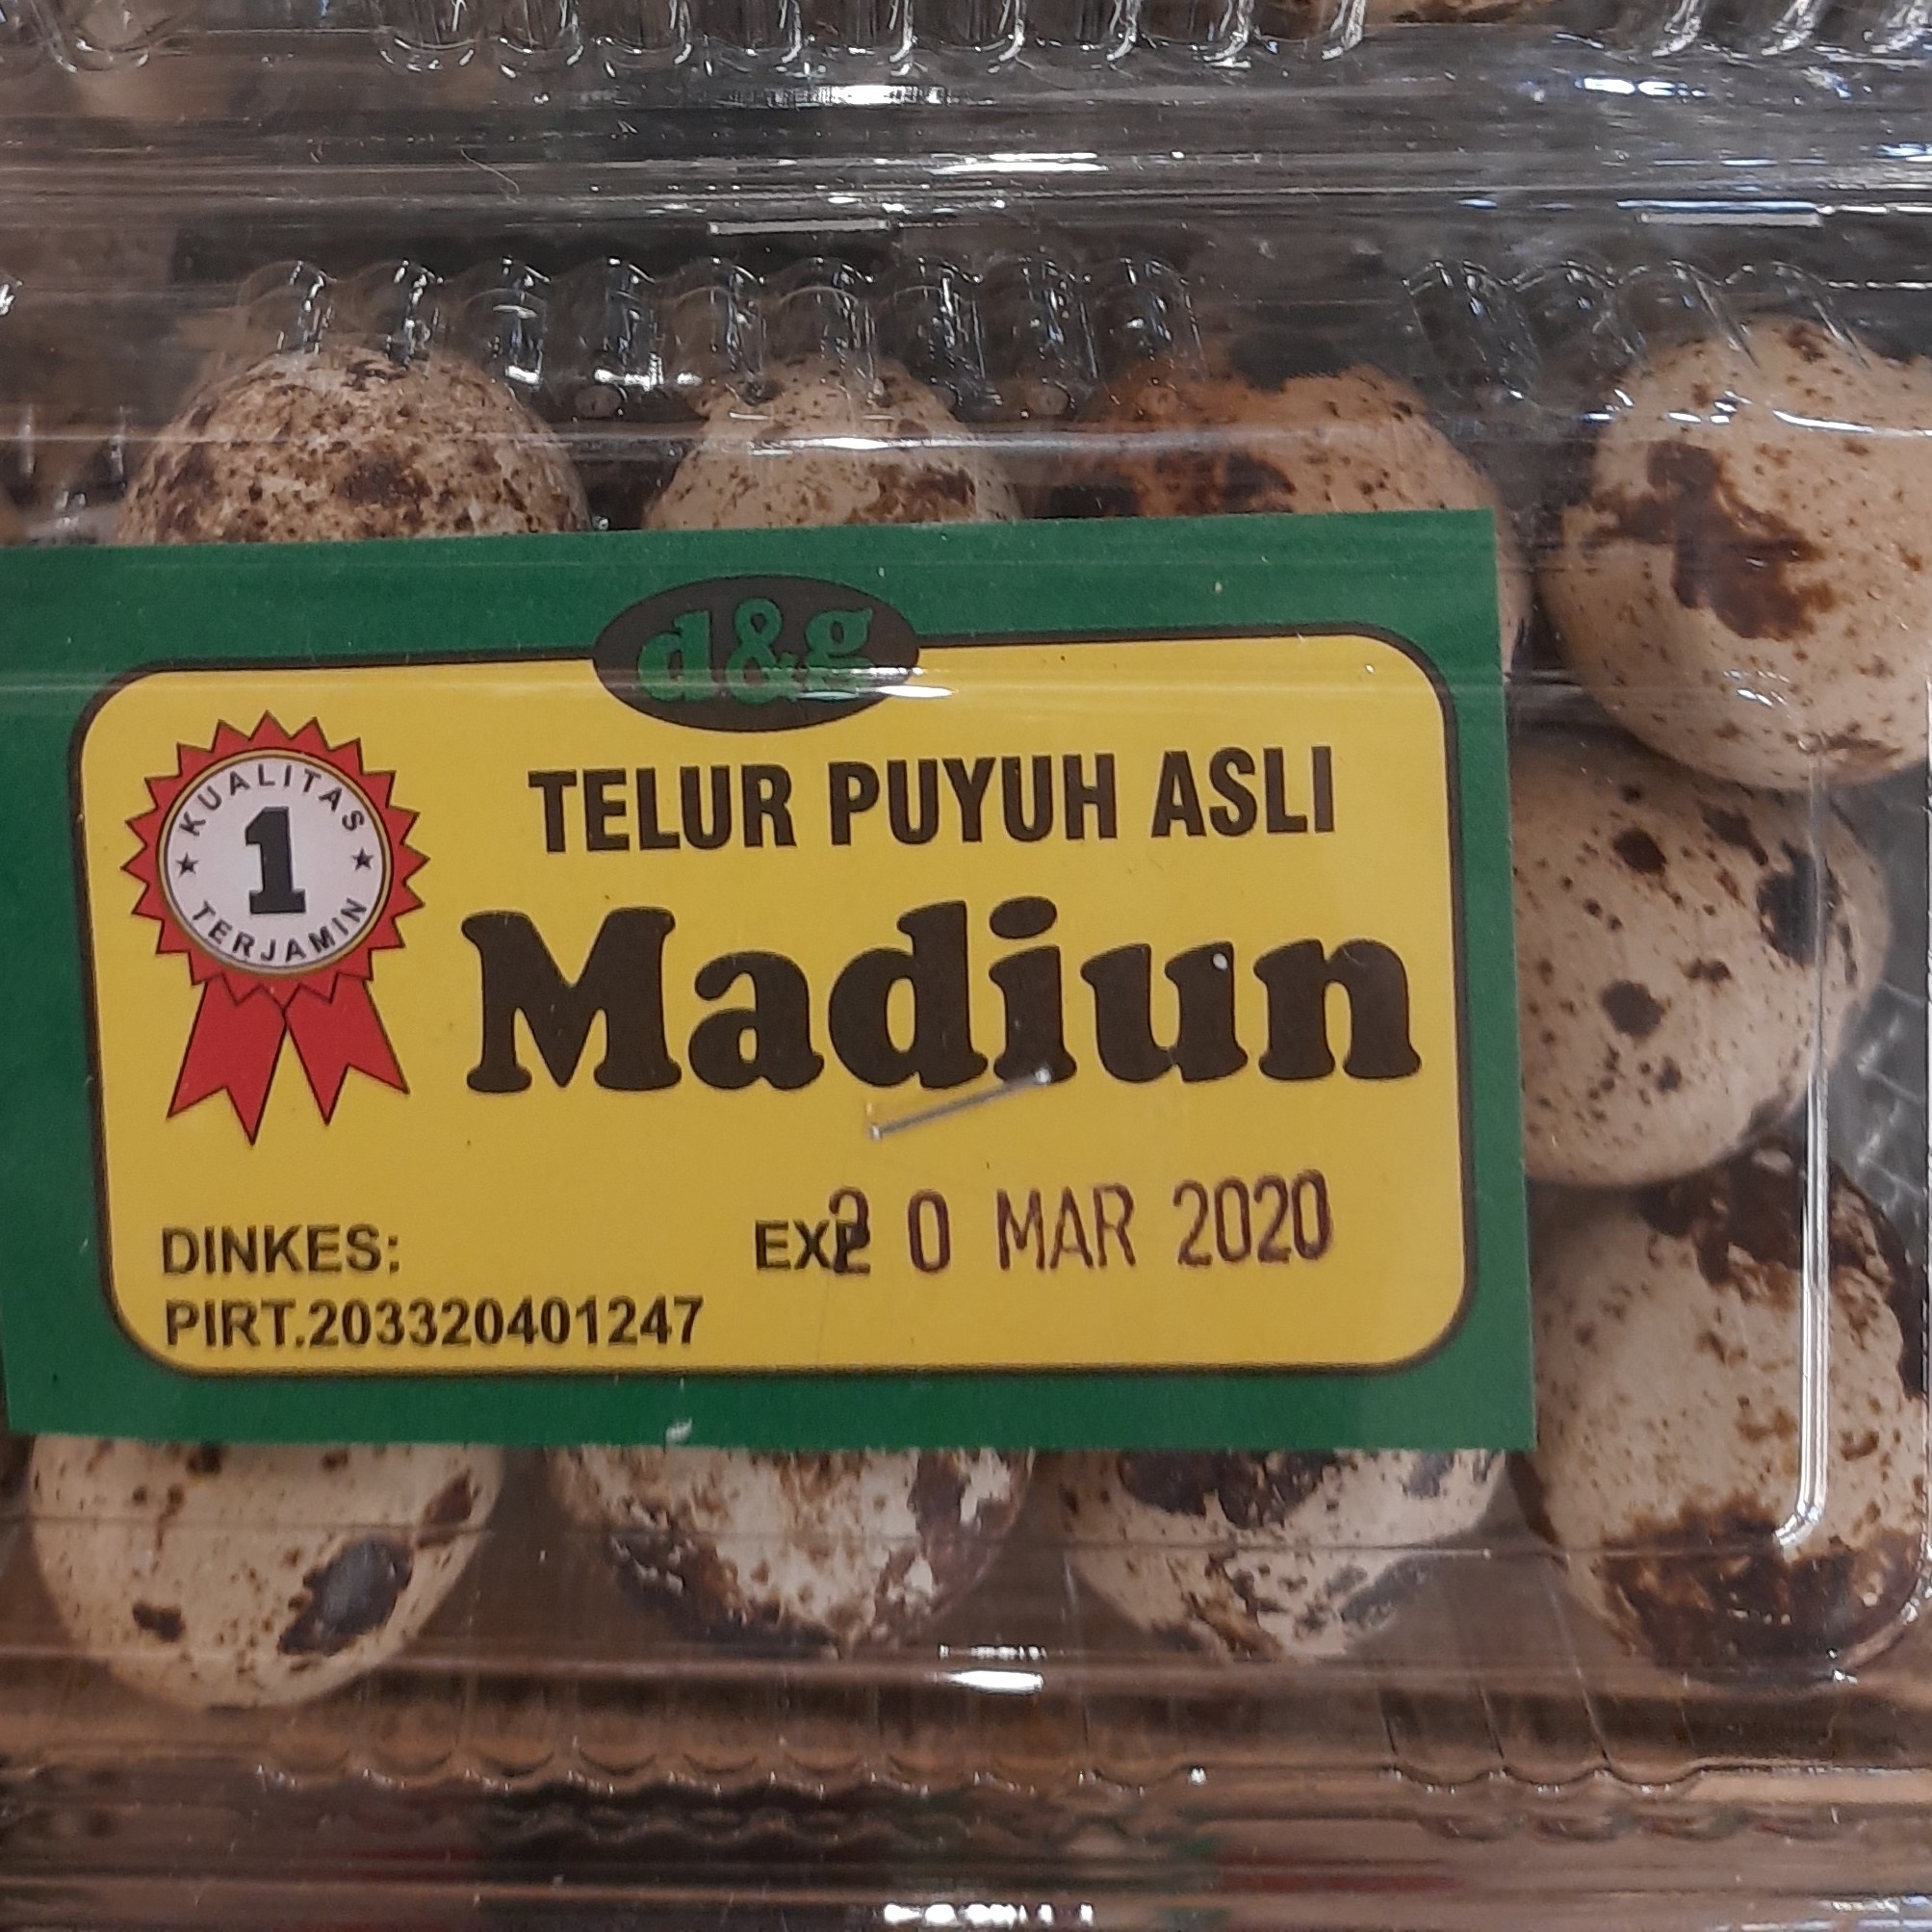 d&g
KUALITAS
1
TERJAMIN
TELUR PUYUH ASLI
Madiun
DINKES:
EXP 20 MAR 2020
PIRT.203320401247